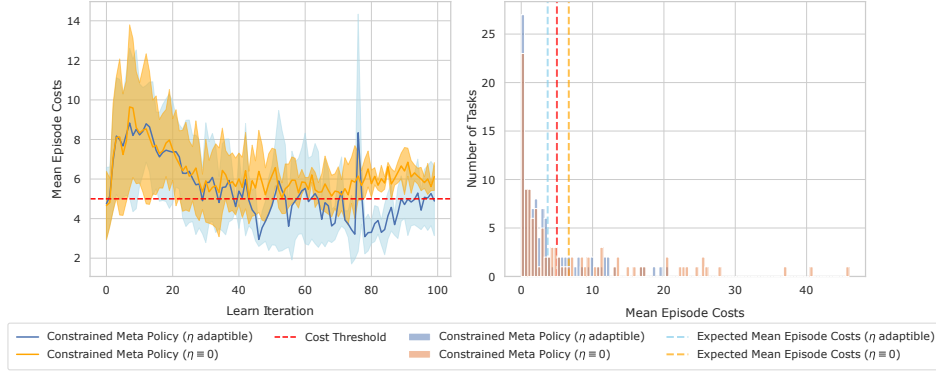 14
12
10
8
6
4
2
0
20
40
60
80
100
Mean Episode Costs
Learn Iteration
25
20
15
10
5
0
0
10
20
30
40
Number of Tasks
Mean Episode Costs
Constrained Meta Policy (η adaptible)
Constrained Meta Policy (η ≡ 0)
Cost Threshold
Constrained Meta Policy (η adaptible)
Constrained Meta Policy (η ≡ 0)
Expected Mean Episode Costs (η adaptible)
Expected Mean Episode Costs (η ≡ 0)